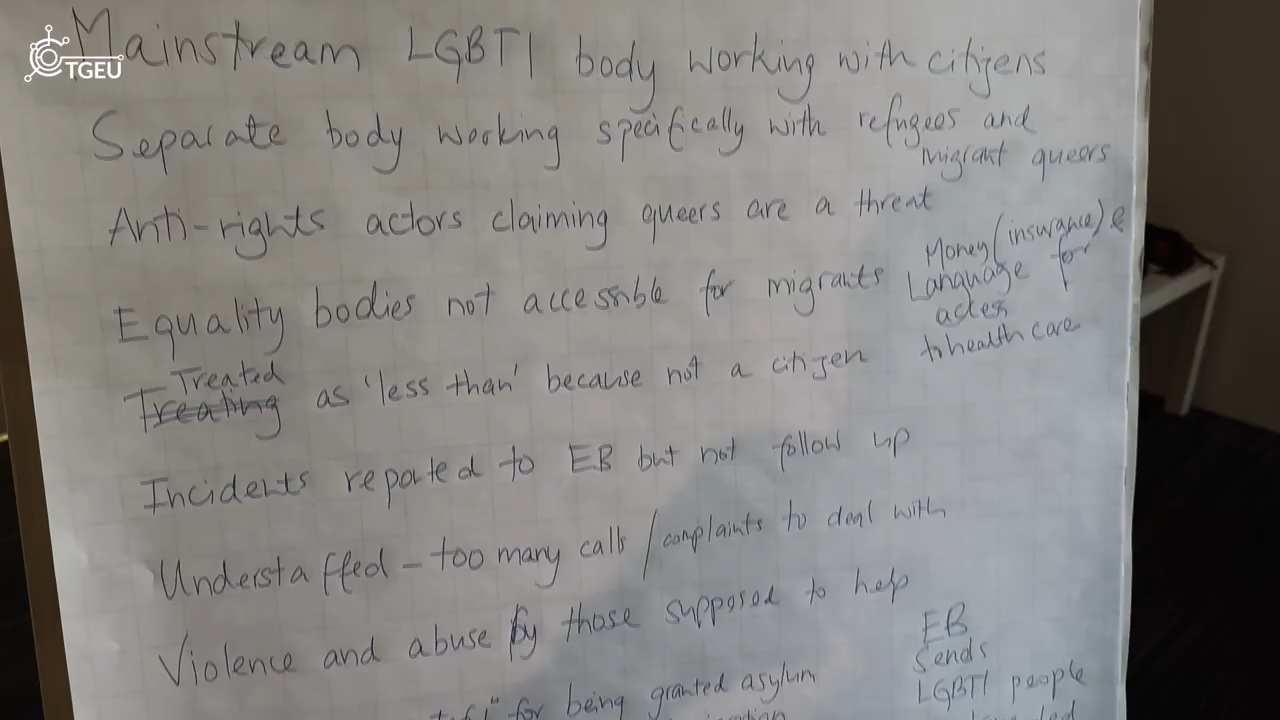 TGEU
Mainstream LGBTI body working with citizens
Separate body working specifically with refugees and
migrant queers
Anti-rights actors claiming queers are a threat
Equality bodies not accessible for migrants
Money (insurance) &
Language for
access
to healthcare
Treated
Treating as 'less than' because not a citizen
Incidents reported to EB but not follow up
Understaffed – too many calls / complaints to deal with
Violence and abuse by those supposed to help
EB
Sends
LGBTI people
for being granted asylum